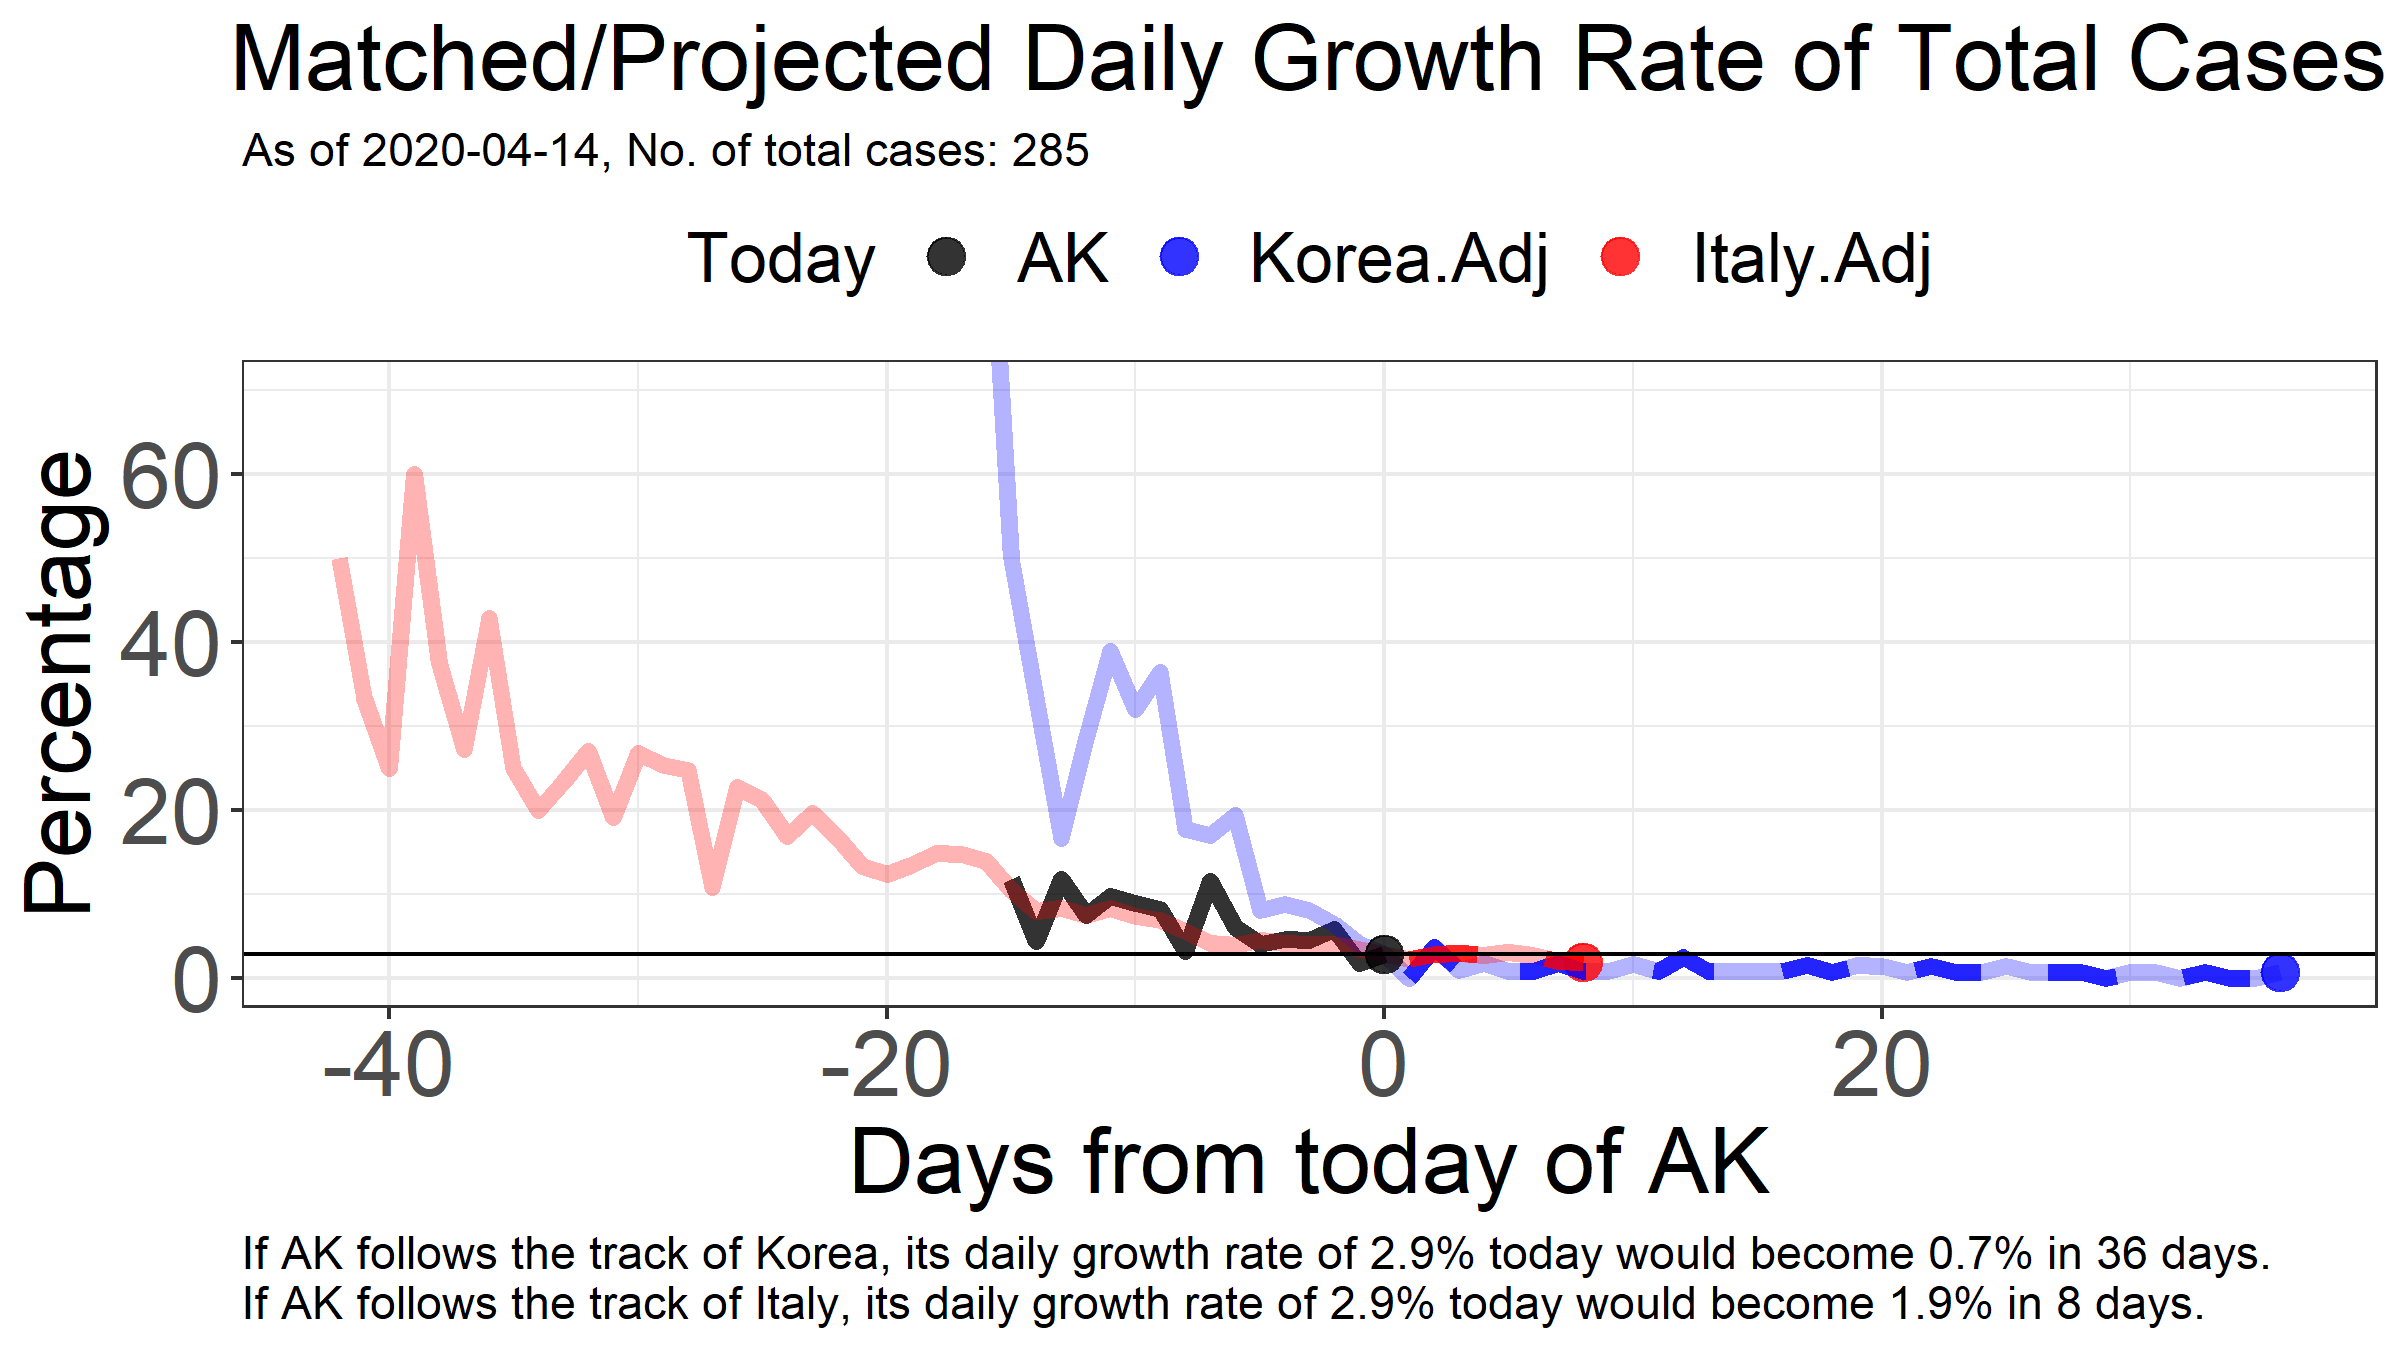 Matched/Projected Daily Growth Rate of Total Cases
As of 2020-04-14, No. of total cases: 285
Today AK Korea.Adj Italy.Adj
Percentage
60
40
20
0
-40 -20 0 20
Days from today of AK
If AK follows the track of Korea, its daily growth rate of 2.9% today would become 0.7% in 36 days.
If AK follows the track of Italy, its daily growth rate of 2.9% today would become 1.9% in 8 days.